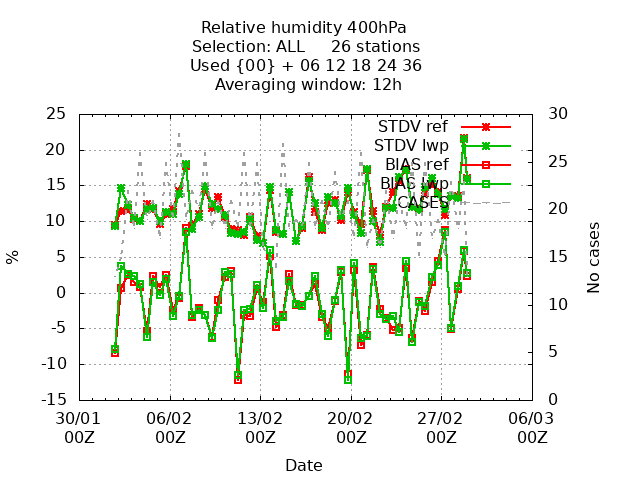 Relative humidity 400hPa
Selection: ALL 26 stations
Used {00} + 06 12 18 24 36
Averaging window: 12h
25
20
15
10
5
0
-5
-10
-15
%
30
25
20
15
10
5
0
No cases
STDV ref
STDV lwp
BIAS ref
BIAS lwp
CASES
30/01 06/02 13/02 20/02 27/02 06/03
00Z 00Z 00Z 00Z 00Z 00Z
Date